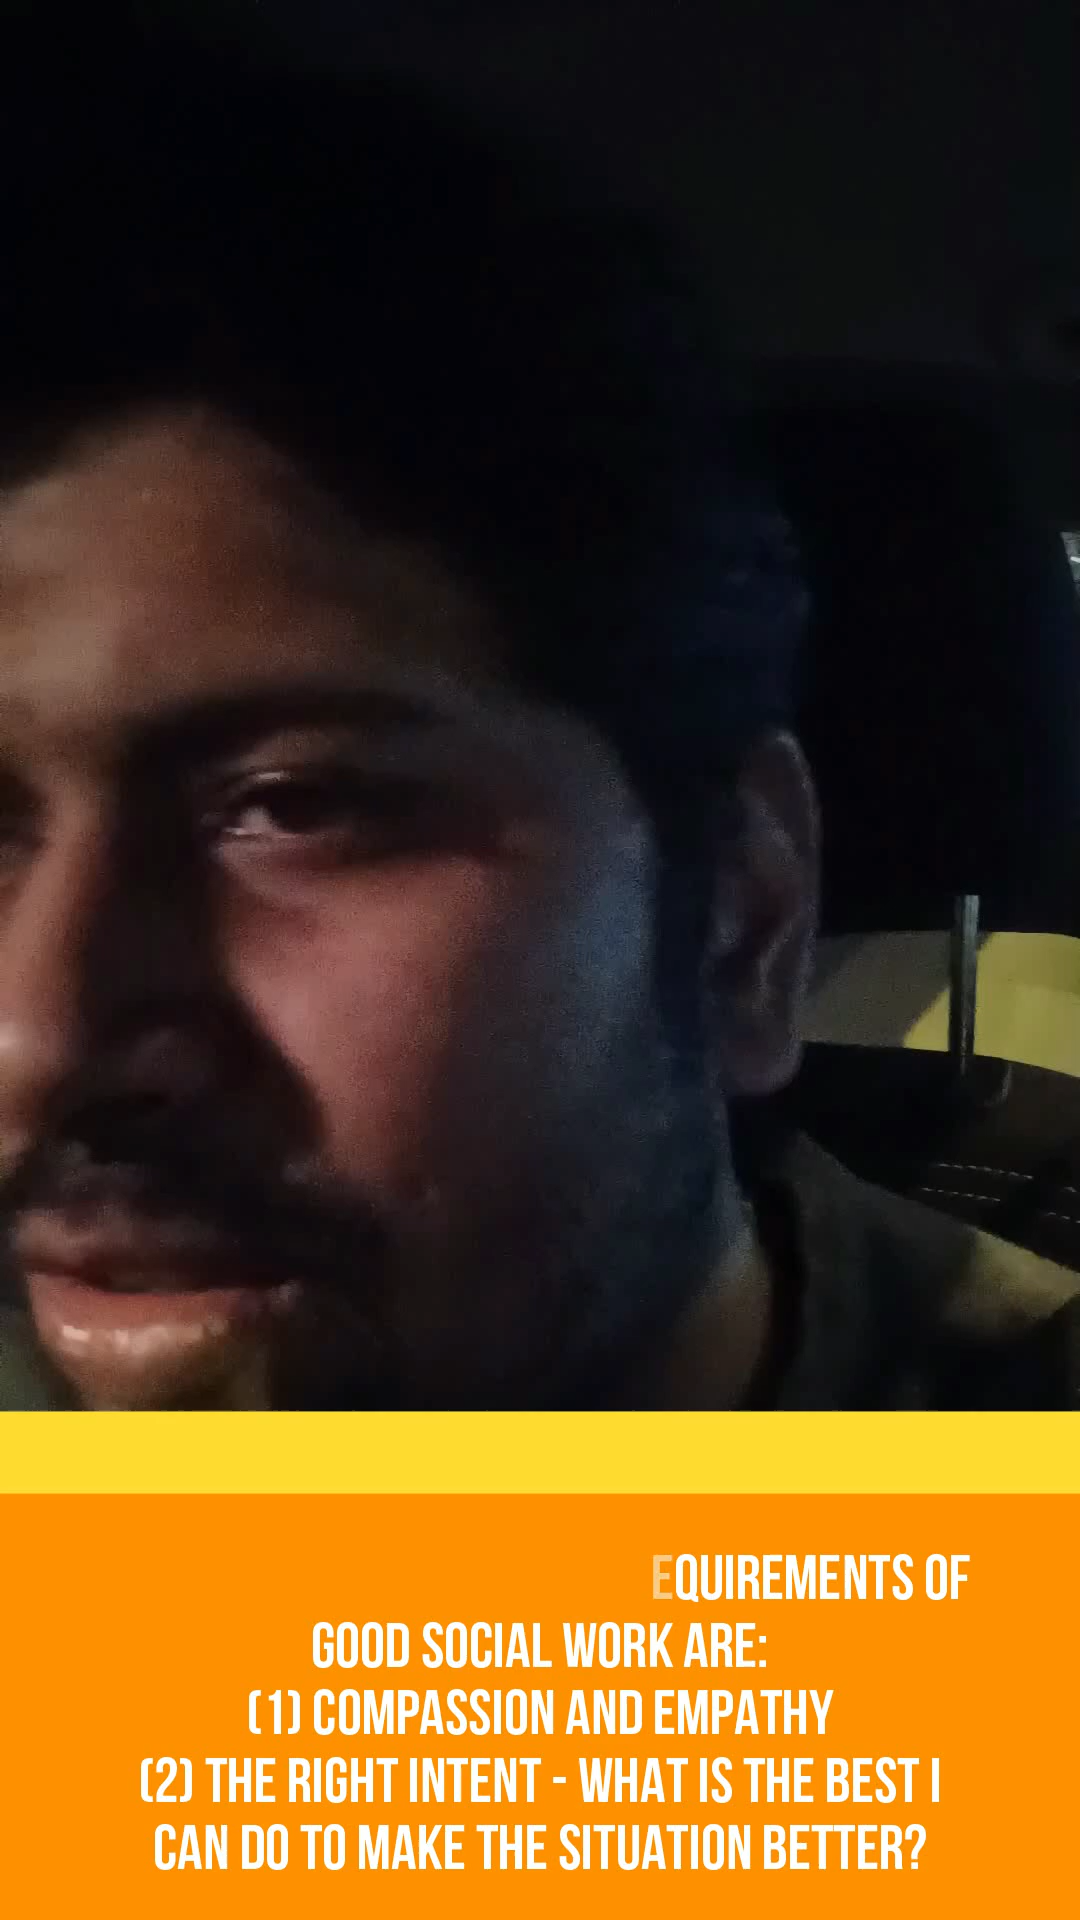 EQUIREMENTS OF
GOOD SOCIAL WORK ARE:
(1) COMPASSION AND EMPATHY
(2) THE RIGHT INTENT - WHAT IS THE BEST I
CAN DO TO MAKE THE SITUATION BETTER?